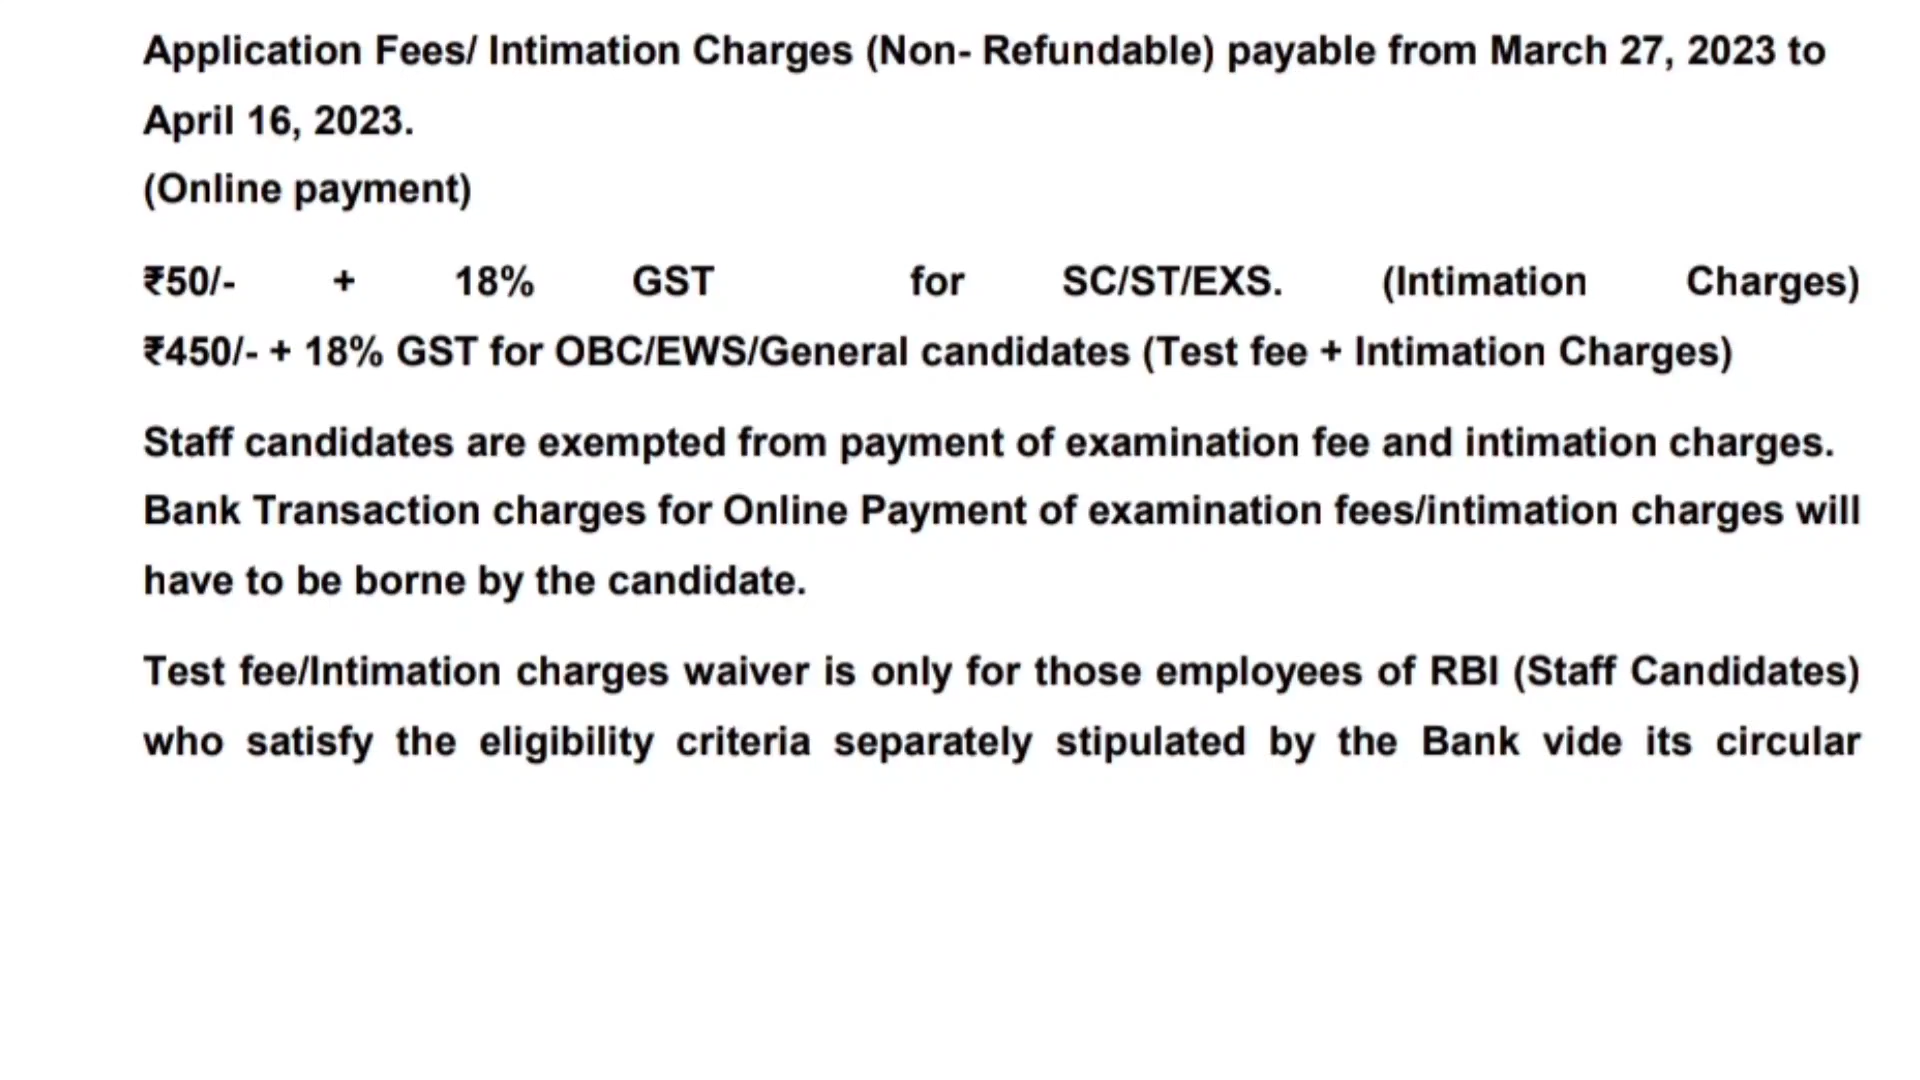 Application Fees/ Intimation Charges (Non- Refundable) payable from March 27, 2023 to
April 16, 2023.
(Online payment)
₹50/- + 18% GST for SC/ST/EXS. (Intimation Charges)
₹450/- + 18% GST for OBC/EWS/General candidates (Test fee + Intimation Charges)
Staff candidates are exempted from payment of examination fee and intimation charges.
Bank Transaction charges for Online Payment of examination fees/intimation charges will
have to be borne by the candidate.
Test fee/Intimation charges waiver is only for those employees of RBI (Staff Candidates)
who satisfy the eligibility criteria separately stipulated by the Bank vide its circular